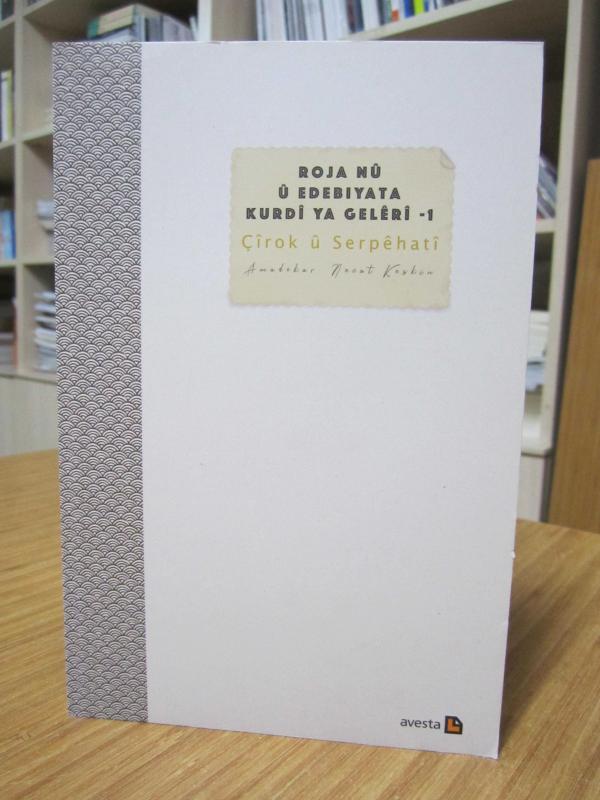 ROJA NÛ
Û EDEBIYATA
KURDÎ YA GELÊRÎ -1
Çîrok û Serpêhatî
Amadekar Necat Keskin
avesta